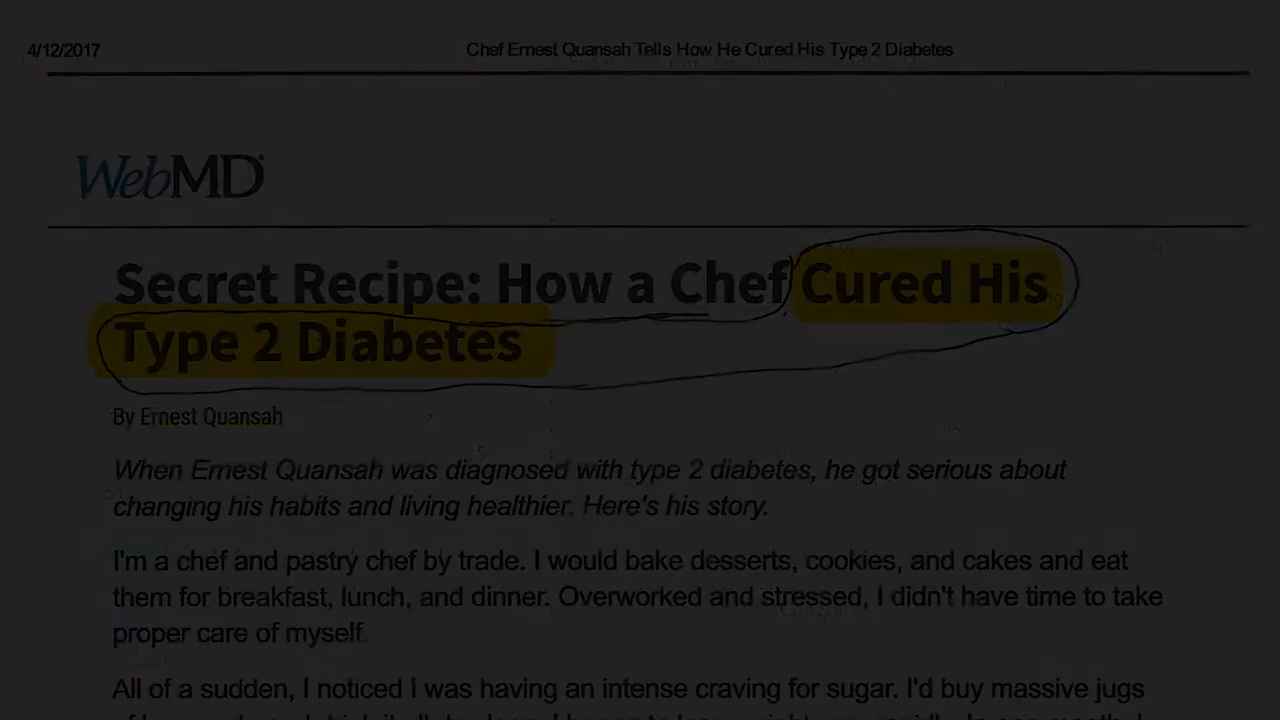 4/12/2017 Chef Ernest Quansah Tells How He Cured His Type 2 Diabetes
WebMD
Secret Recipe: How a Chef Cured His
Type 2 Diabetes
By Ernest Quansah
When Ernest Quansah was diagnosed with type 2 diabetes, he got serious about
changing his habits and living healthier. Here's his story.
I'm a chef and pastry chef by trade. I would bake desserts, cookies, and cakes and eat
them for breakfast, lunch, and dinner. Overworked and stressed, I didn't have time to take
proper care of myself.
All of a sudden, I noticed I was having an intense craving for sugar. I'd buy massive jugs